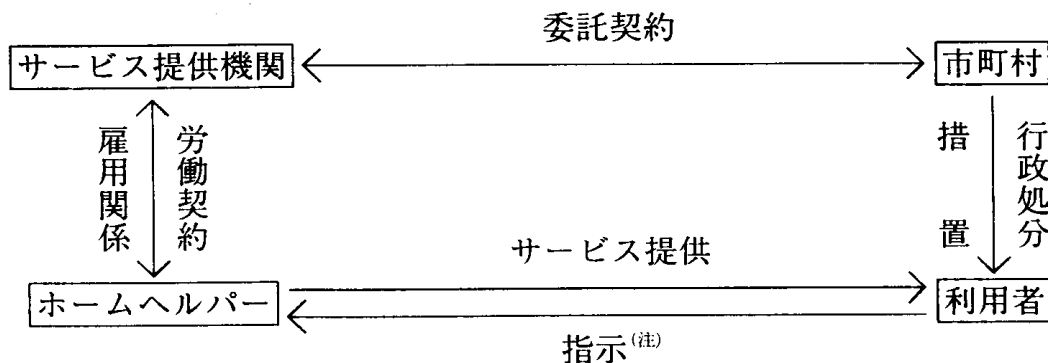 委託契約
サービス提供機関
市町村
雇用関係
労働契約
措置
行政処分
サービス提供
ホームヘルパー
利用者
指示(注)